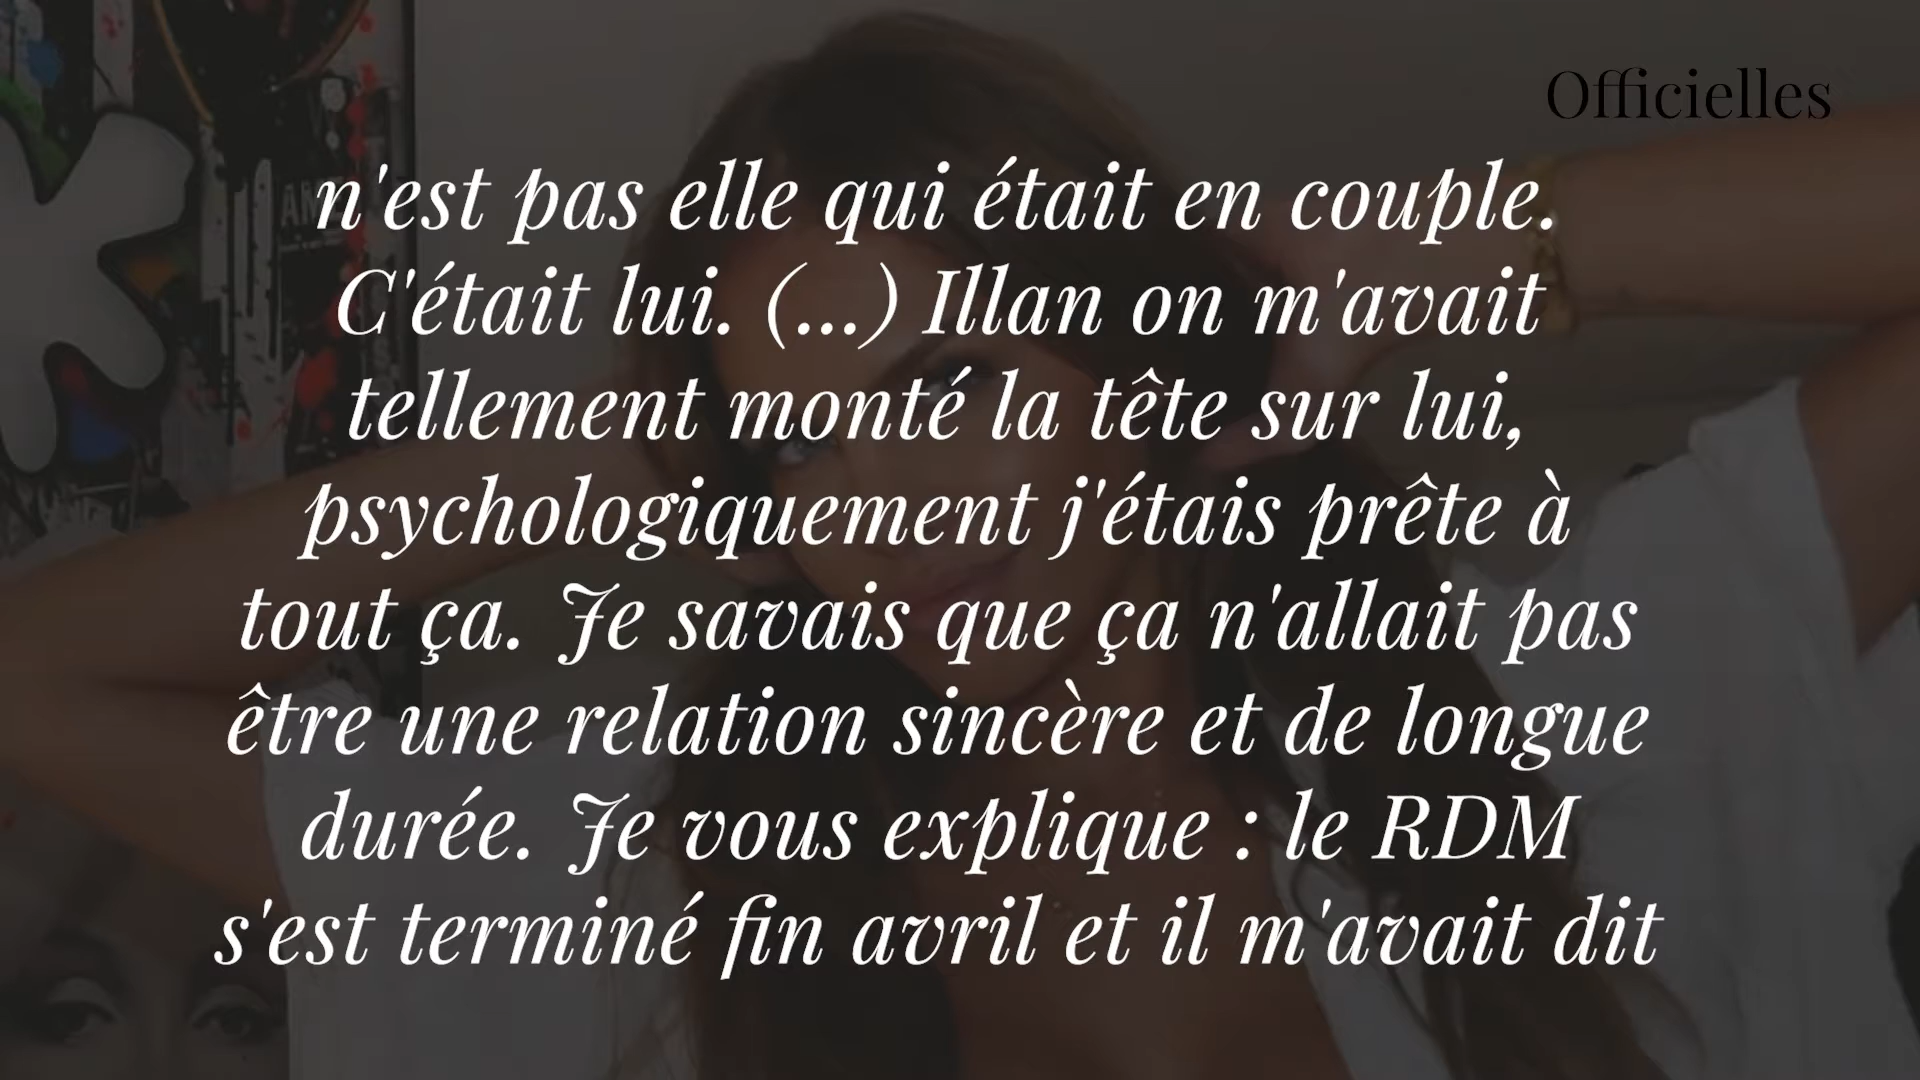 Officielles
n'est pas elle qui était en couple.
C'était lui. (...) Illan on m'avait
tellement monté la tête sur lui,
psychologiquement j'étais prête à
tout ça. Je savais que ça n'allait pas
être une relation sincère et de longue
durée. Je vous explique : le RDM
s'est terminé fin avril et il m'avait dit